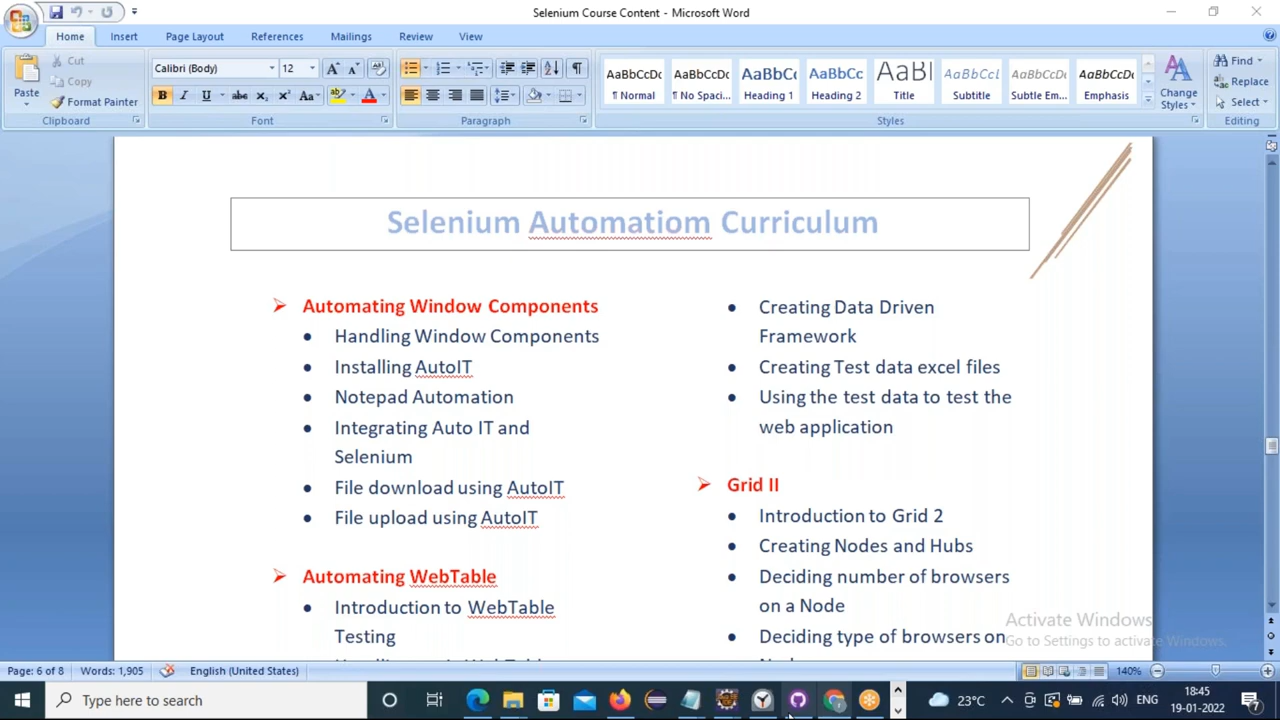 Selenium Course Content - Microsoft Word
Home Insert Page Layout References Mailings Review View
Paste
Cut
Copy
Format Painter
Clipboard
Calibri (Body) 12
B I U abc X₂ X² Aa
Font
Paragraph
AaBbCcDc AaBbCcDc AaBbCc AaBbCc AaBl AaBbCcl AaBbCcDc AaBbCcDc
¶ Normal ¶ No Spaci... Heading 1 Heading 2 Title Subtitle Subtle Em... Emphasis
Change Styles
Styles
Find
Replace
Select
Editing
Selenium Automatiom Curriculum
➢ Automating Window Components
• Handling Window Components
• Installing AutoIT
• Notepad Automation
• Integrating Auto IT and
Selenium
• File download using AutoIT
• File upload using AutoIT
➢ Automating WebTable
• Introduction to WebTable
Testing
• Creating Data Driven
Framework
• Creating Test data excel files
• Using the test data to test the
web application
➢ Grid II
• Introduction to Grid 2
• Creating Nodes and Hubs
• Deciding number of browsers
on a Node
• Deciding type of browsers on
Activate Windows
Go to Settings to activate Windows.
Page: 6 of 8 Words: 1,905 English (United States) 140%
Type here to search
23°C ENG 18:45
19-01-2022